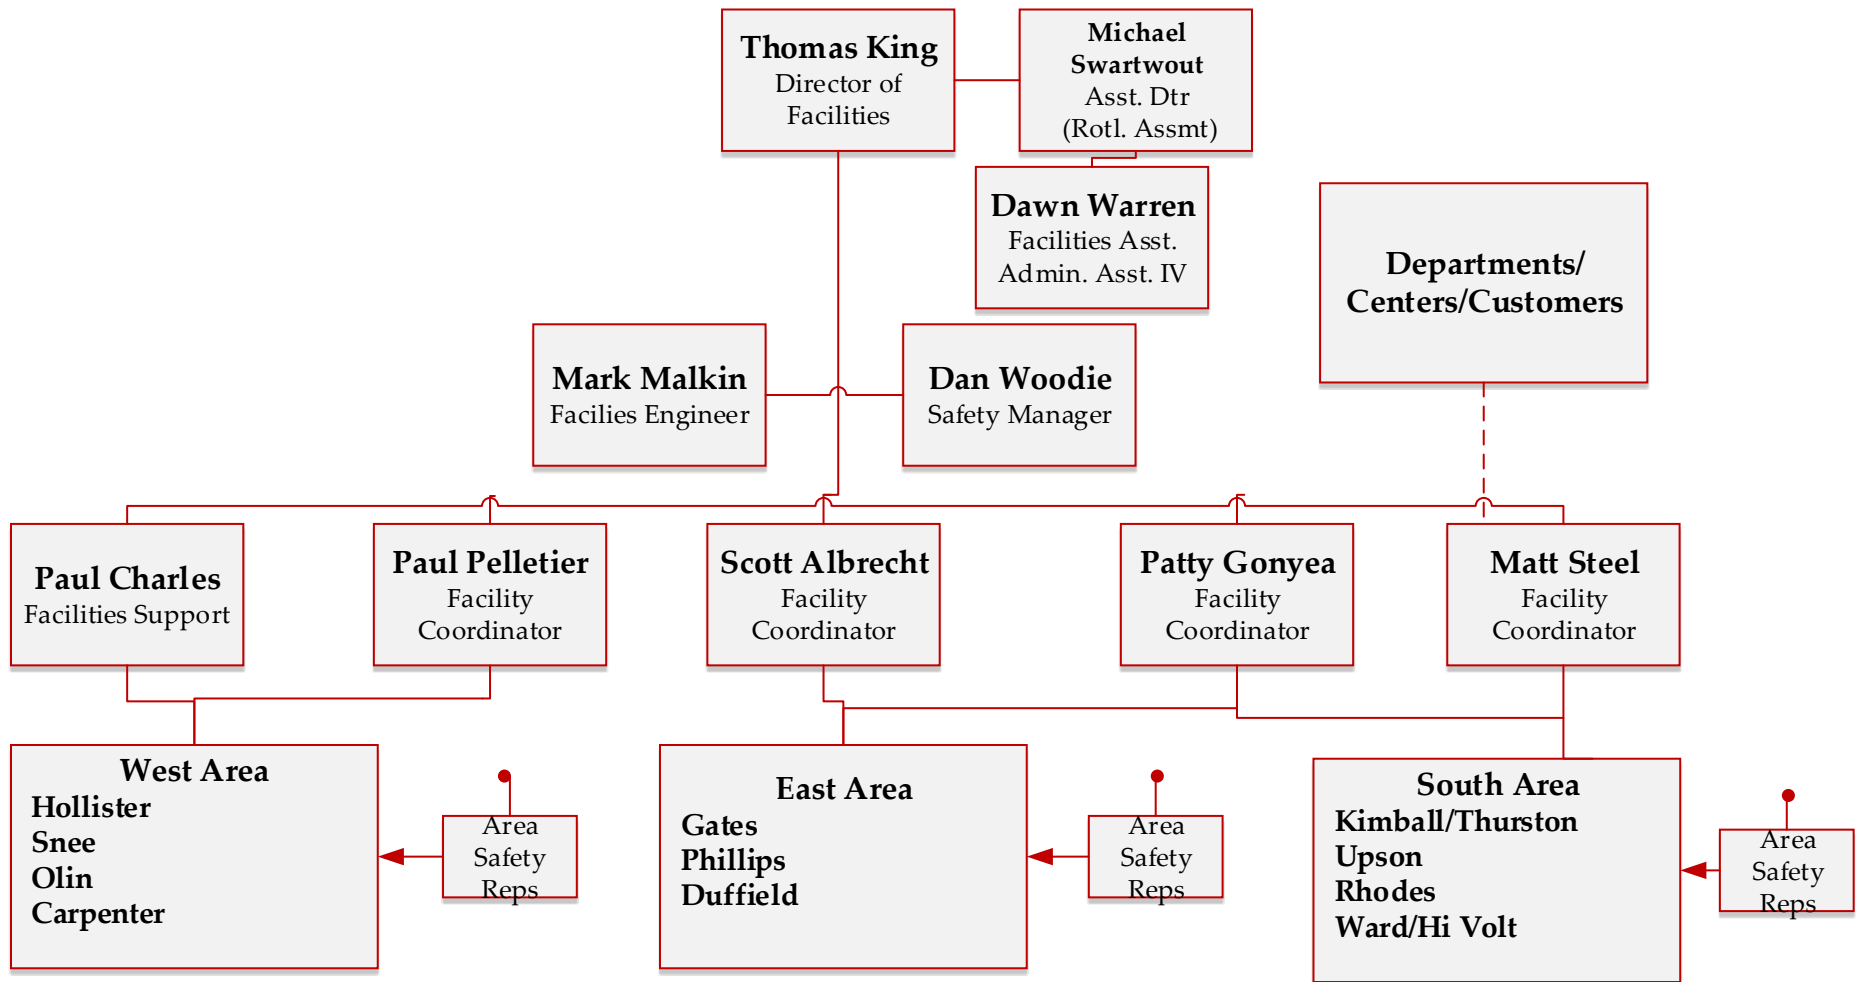 Thomas King
Director of
Facilities
Michael
Swartwout
Asst. Dtr
(Rotl. Assmt)
Dawn Warren
Facilities Asst.
Admin. Asst. IV
Departments/
Centers/Customers
Mark Malkin
Facilies Engineer
Dan Woodie
Safety Manager
Paul Charles
Facilities Support
Paul Pelletier
Facility
Coordinator
Scott Albrecht
Facility
Coordinator
Patty Gonyea
Facility
Coordinator
Matt Steel
Facility
Coordinator
West Area
Hollister
Snee
Olin
Carpenter
Area
Safety
Reps
East Area
Gates
Phillips
Duffield
Area
Safety
Reps
South Area
Kimball/Thurston
Upson
Rhodes
Ward/Hi Volt
Area
Safety
Reps